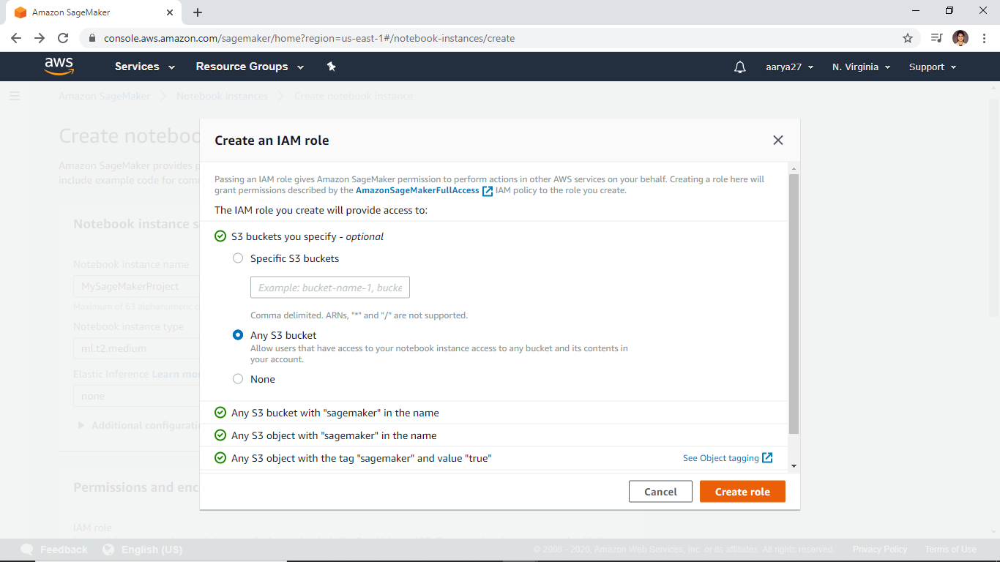 Amazon SageMaker
console.aws.amazon.com/sagemaker/home?region=us-east-1#/notebook-instances/create
aws
Services
Resource Groups
aarya27
N. Virginia
Support
Amazon SageMaker
Notebook instances
Create notebook instance
Create noteboo
Amazon SageMaker provides p
include example code for com
Notebook instance s
Notebook instance name
MySageMakerProject
Maximum of 63 alphanumeric c
Notebook instance type
ml.t2.medium
Elastic Inference Learn mo
none
Additional configurati
Permissions and enc
IAM role
Create an IAM role
Passing an IAM role gives Amazon SageMaker permission to perform actions in other AWS services on your behalf. Creating a role here will
grant permissions described by the AmazonSageMakerFullAccess IAM policy to the role you create.
The IAM role you create will provide access to:
S3 buckets you specify - optional
Specific S3 buckets
Example: bucket-name-1, bucke
Comma delimited. ARNs, "*" and "/" are not supported.
Any S3 bucket
Allow users that have access to your notebook instance access to any bucket and its contents in
your account.
None
Any S3 bucket with "sagemaker" in the name
Any S3 object with "sagemaker" in the name
Any S3 object with the tag "sagemaker" and value "true"
See Object tagging
Cancel
Create role
Feedback
English (US)
© 2008 - 2020, Amazon Web Services, Inc. or its affiliates. All rights reserved.
Privacy Policy
Terms of Use